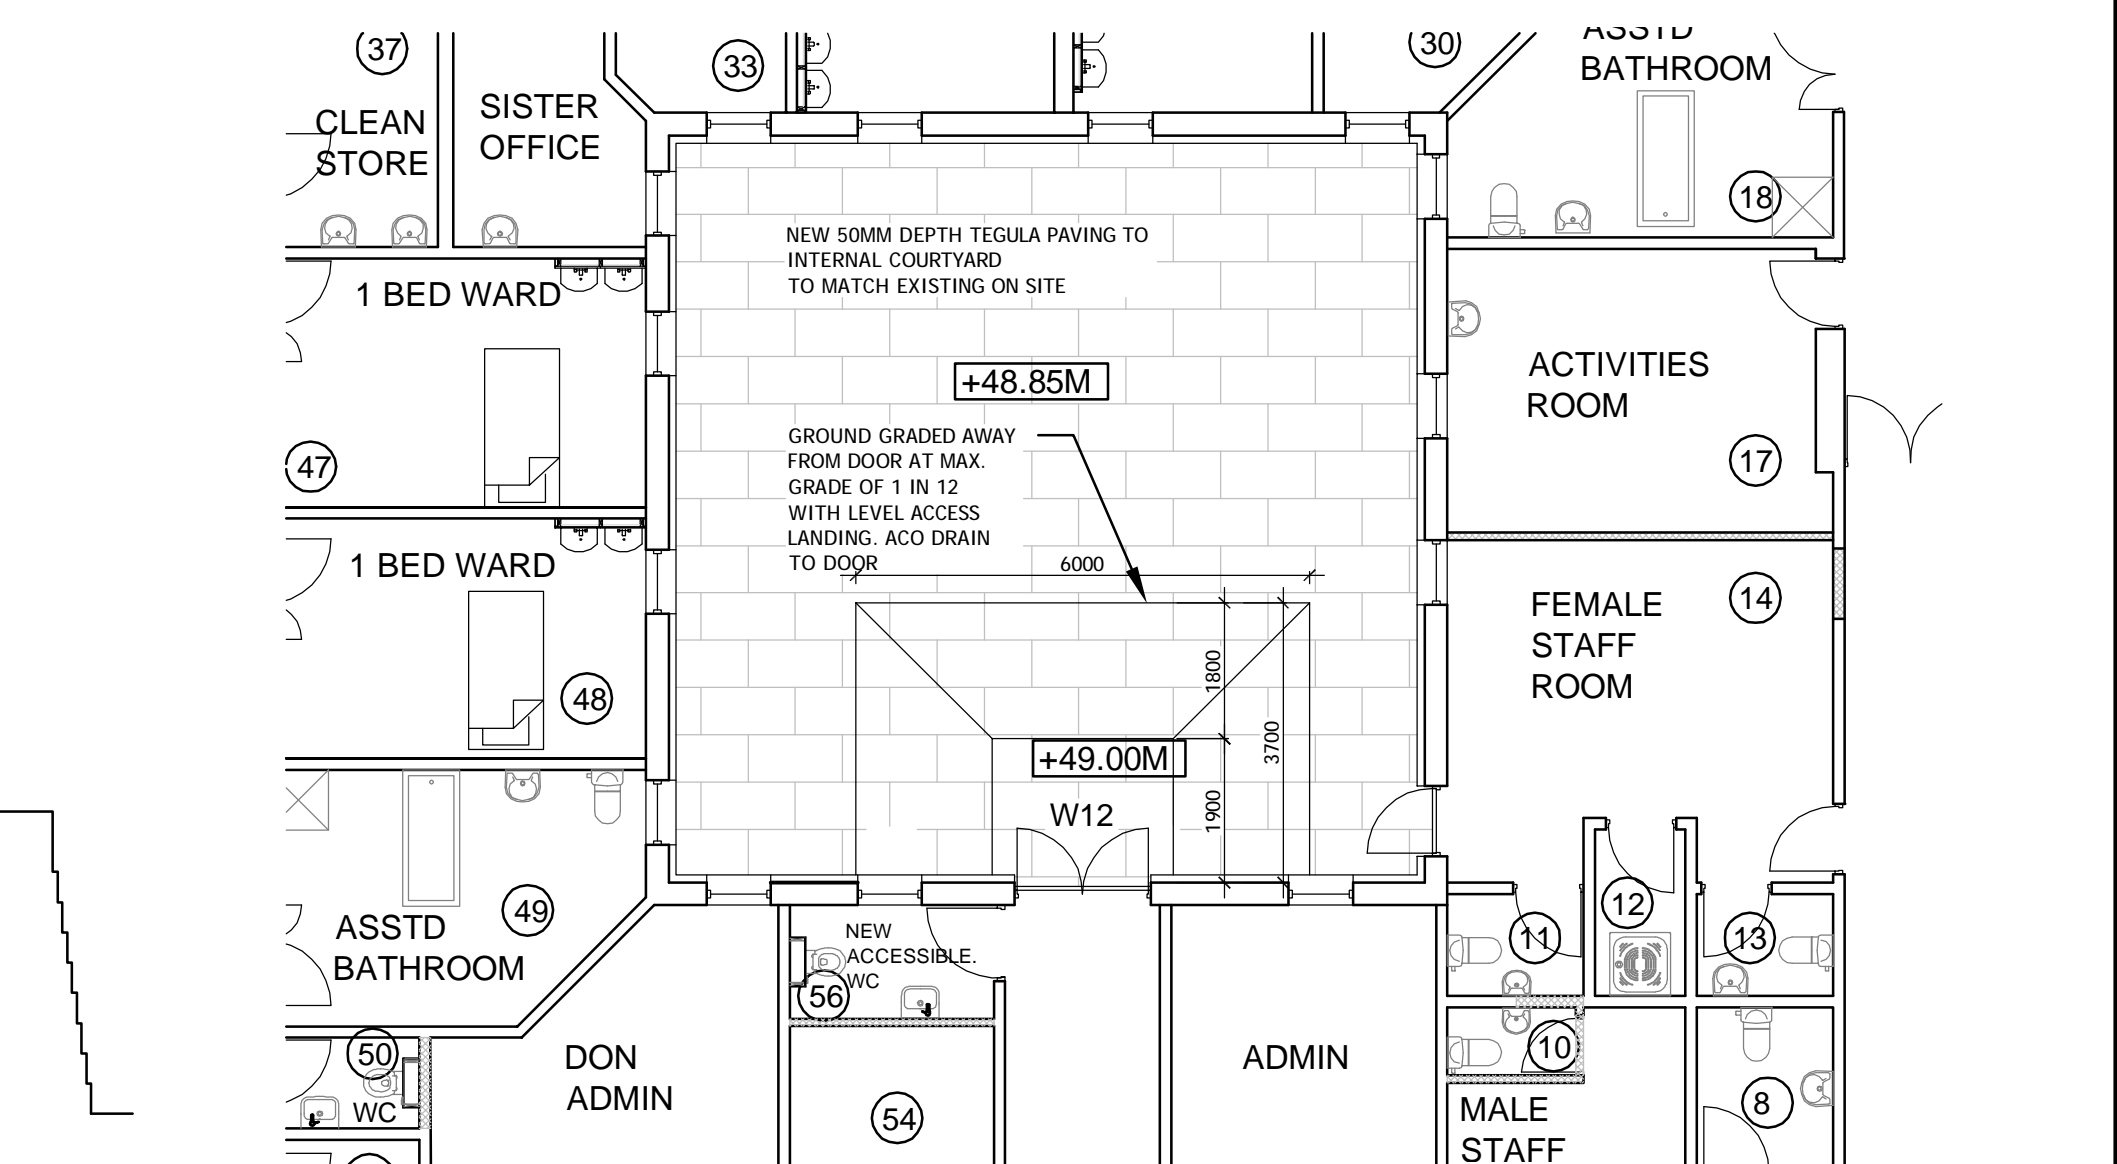 37
33
30
ASSTD
BATHROOM
SISTER
OFFICE
CLEAN
STORE
18
NEW 50MM DEPTH TEGULA PAVING TO
INTERNAL COURTYARD
TO MATCH EXISTING ON SITE
1 BED WARD
ACTIVITIES
ROOM
+48.85M
GROUND GRADED AWAY
FROM DOOR AT MAX.
GRADE OF 1 IN 12
WITH LEVEL ACCESS
LANDING. ACO DRAIN
TO DOOR
47
17
1 BED WARD
6000
FEMALE
STAFF
ROOM
14
1800
48
3700
+49.00M
1900
W12
49
ASSTD
BATHROOM
NEW
ACCESSIBLE.
WC
56
12
11
13
50
WC
DON
ADMIN
ADMIN
10
54
MALE
STAFF
8